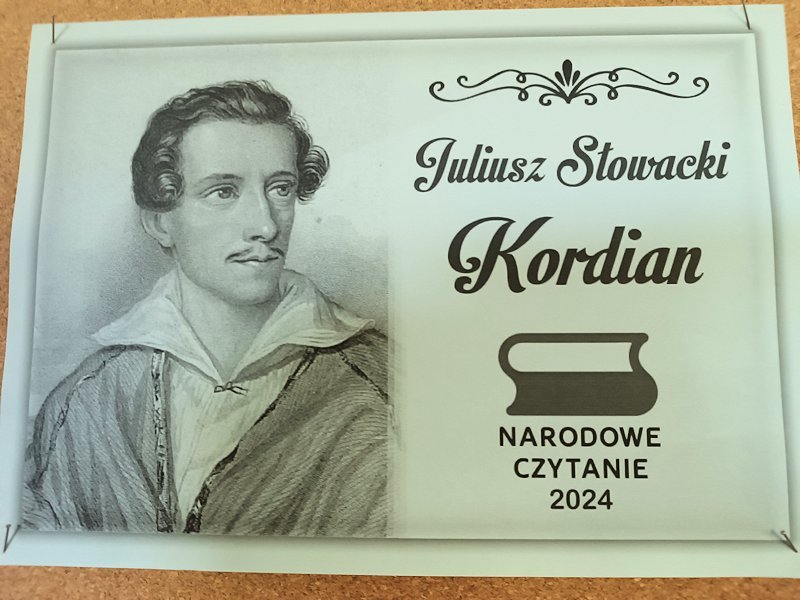 Juliusz Słowacki
Kordian
NARODOWE
CZYTANIE
2024